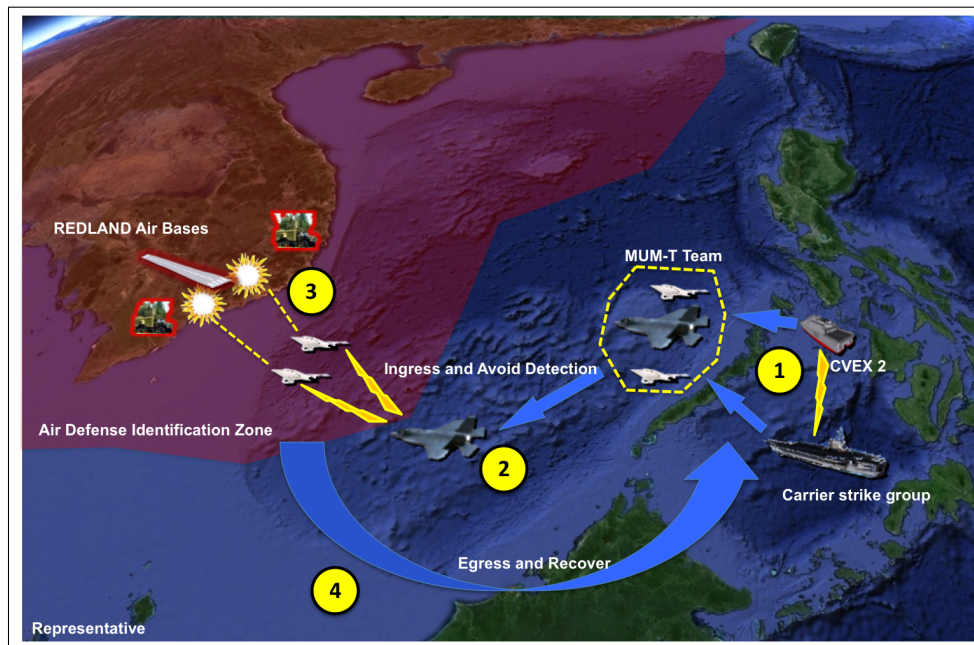 REDLAND Air Bases
MUM-T Team
3
Ingress and Avoid Detection
1
CVEX 2
Air Defense Identification Zone
2
Carrier strike group
Egress and Recover
4
Representative